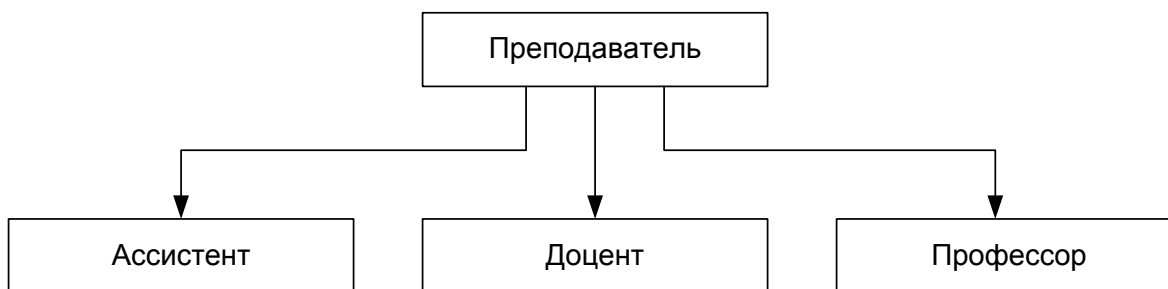 Преподаватель
Ассистент
Доцент
Профессор